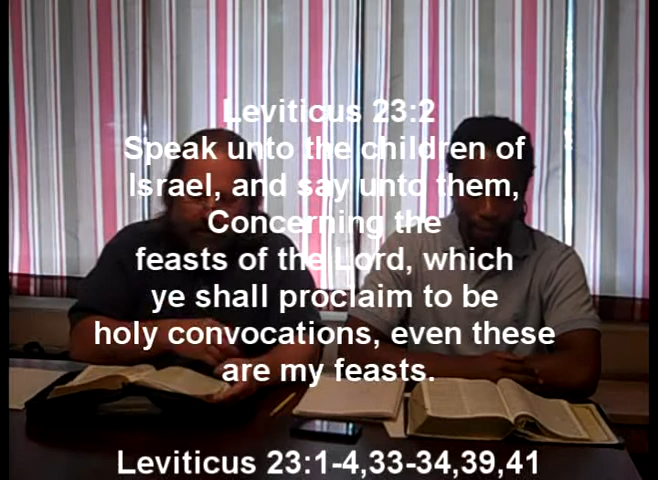 Leviticus 23:2
Speak unto the children of
Israel, and say unto them,
Concerning the
feasts of the Lord, which
ye shall proclaim to be
holy convocations, even these
are my feasts.
Leviticus 23:1-4,33-34,39,41